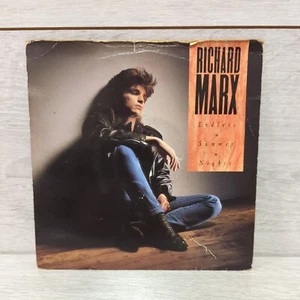 RICHARD
MARX
Endless
Summer
Nights